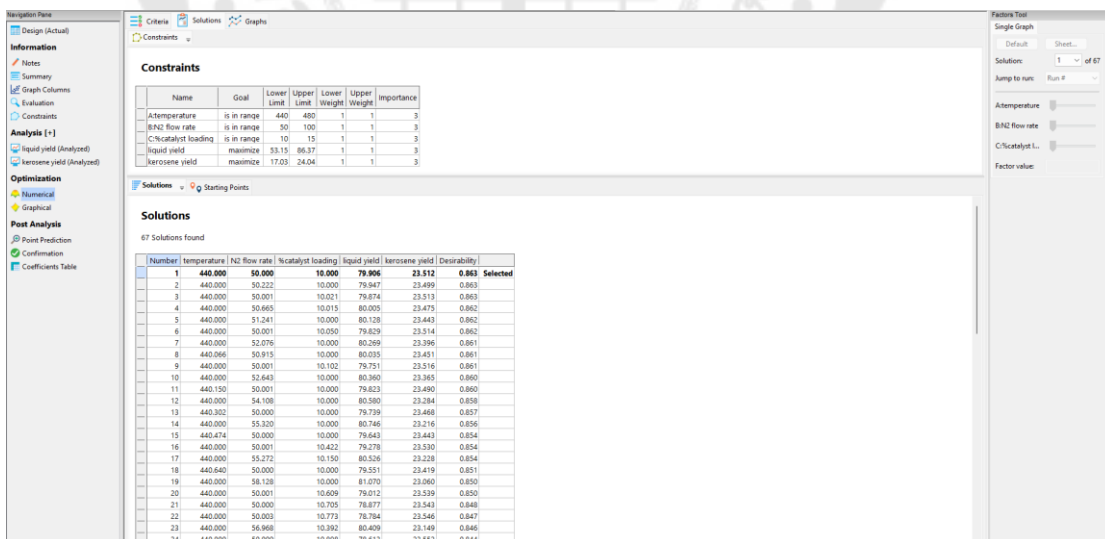 Navigation Pane
Design (Actual)
Information
Notes
Summary
Graph Columns
Evaluation
Constraints
Analysis [+]
liquid yield (Analyzed)
kerosene yield (Analyzed)
Optimization
Numerical
Graphical
Post Analysis
Point Prediction
Confirmation
Coefficients Table
Criteria Solutions Graphs
Constraints
Constraints
Name Goal Lower Limit Upper Limit Lower Weight Upper Weight Importance
A:temperature is in range 440 480 1 1 3
B:N2 flow rate is in range 50 100 1 1 3
C:%catalyst loading is in range 10 15 1 1 3
liquid yield maximize 53.15 86.37 1 1 3
kerosene yield maximize 17.03 24.04 1 1 3
Solutions Starting Points
Solutions
67 Solutions found
Number temperature N2 flow rate %catalyst loading liquid yield kerosene yield Desirability
1 440.000 50.000 10.000 79.906 23.512 0.863 Selected
2 440.000 50.222 10.000 79.947 23.499 0.863
3 440.000 50.001 10.021 79.874 23.513 0.863
4 440.000 50.665 10.015 80.005 23.475 0.862
5 440.000 51.241 10.000 80.128 23.443 0.862
6 440.000 50.001 10.050 79.829 23.514 0.862
7 440.000 52.076 10.000 80.269 23.396 0.861
8 440.066 50.915 10.000 80.035 23.451 0.861
9 440.000 50.001 10.102 79.751 23.516 0.861
10 440.000 52.643 10.000 80.360 23.365 0.860
11 440.150 50.001 10.000 79.823 23.490 0.860
12 440.000 54.108 10.000 80.580 23.284 0.858
13 440.302 50.000 10.000 79.739 23.468 0.857
14 440.000 55.320 10.000 80.746 23.216 0.856
15 440.474 50.000 10.000 79.643 23.443 0.854
16 440.000 50.001 10.422 79.278 23.530 0.854
17 440.000 55.272 10.150 80.526 23.228 0.854
18 440.640 50.000 10.000 79.551 23.419 0.851
19 440.000 58.128 10.000 81.070 23.060 0.850
20 440.000 50.001 10.609 79.012 23.539 0.850
21 440.000 50.000 10.705 78.877 23.543 0.848
22 440.000 50.003 10.773 78.784 23.546 0.847
23 440.000 56.968 10.392 80.409 23.149 0.846
Factors Tool
Single Graph
Default Sheet...
Solution: 1 of 67
Jump to run: Run #
A:temperature
B:N2 flow rate
C:%catalyst l...
Factor value: